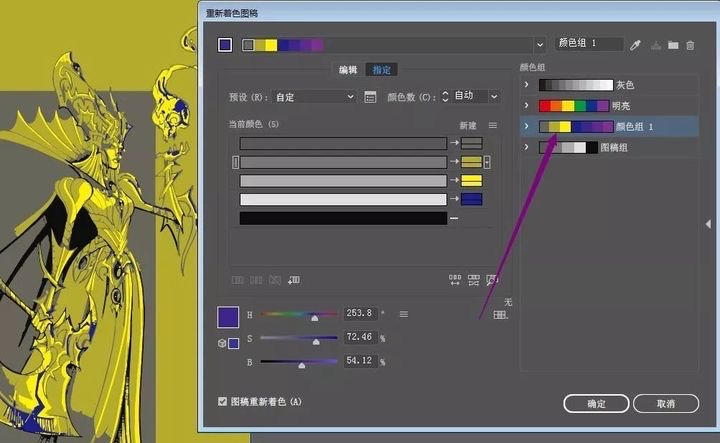 重新着色图稿
颜色组 1
编辑 指定
预设 (R): 自定 颜色数 (C): 自动
当前颜色 (S) 新建
颜色组
灰色
明亮
颜色组 1
图稿组
无
H 253.8 °
S 72.46 %
B 54.12 %
图稿重新着色 (A)
确定 取消